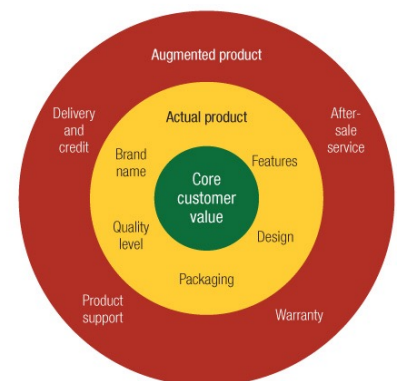 Augmented product
Delivery
and
credit
After-
sale
service
Actual product
Brand
name
Features
Core
customer
value
Quality
level
Design
Packaging
Product
support
Warranty